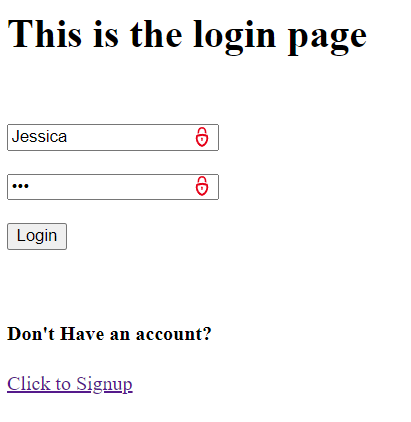 This is the login page
Jessica
•••
Login
Don't Have an account?
Click to Signup